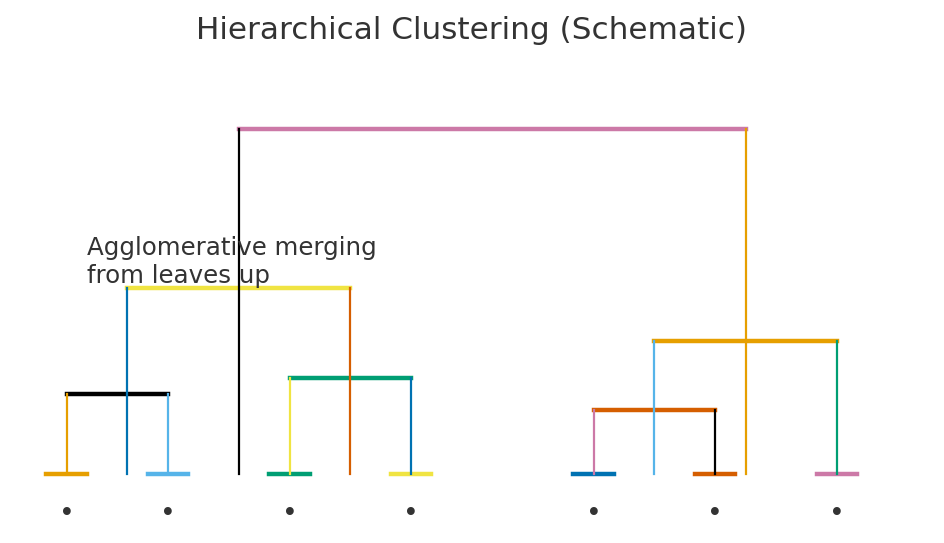 Hierarchical Clustering (Schematic)
Agglomerative merging
from leaves up